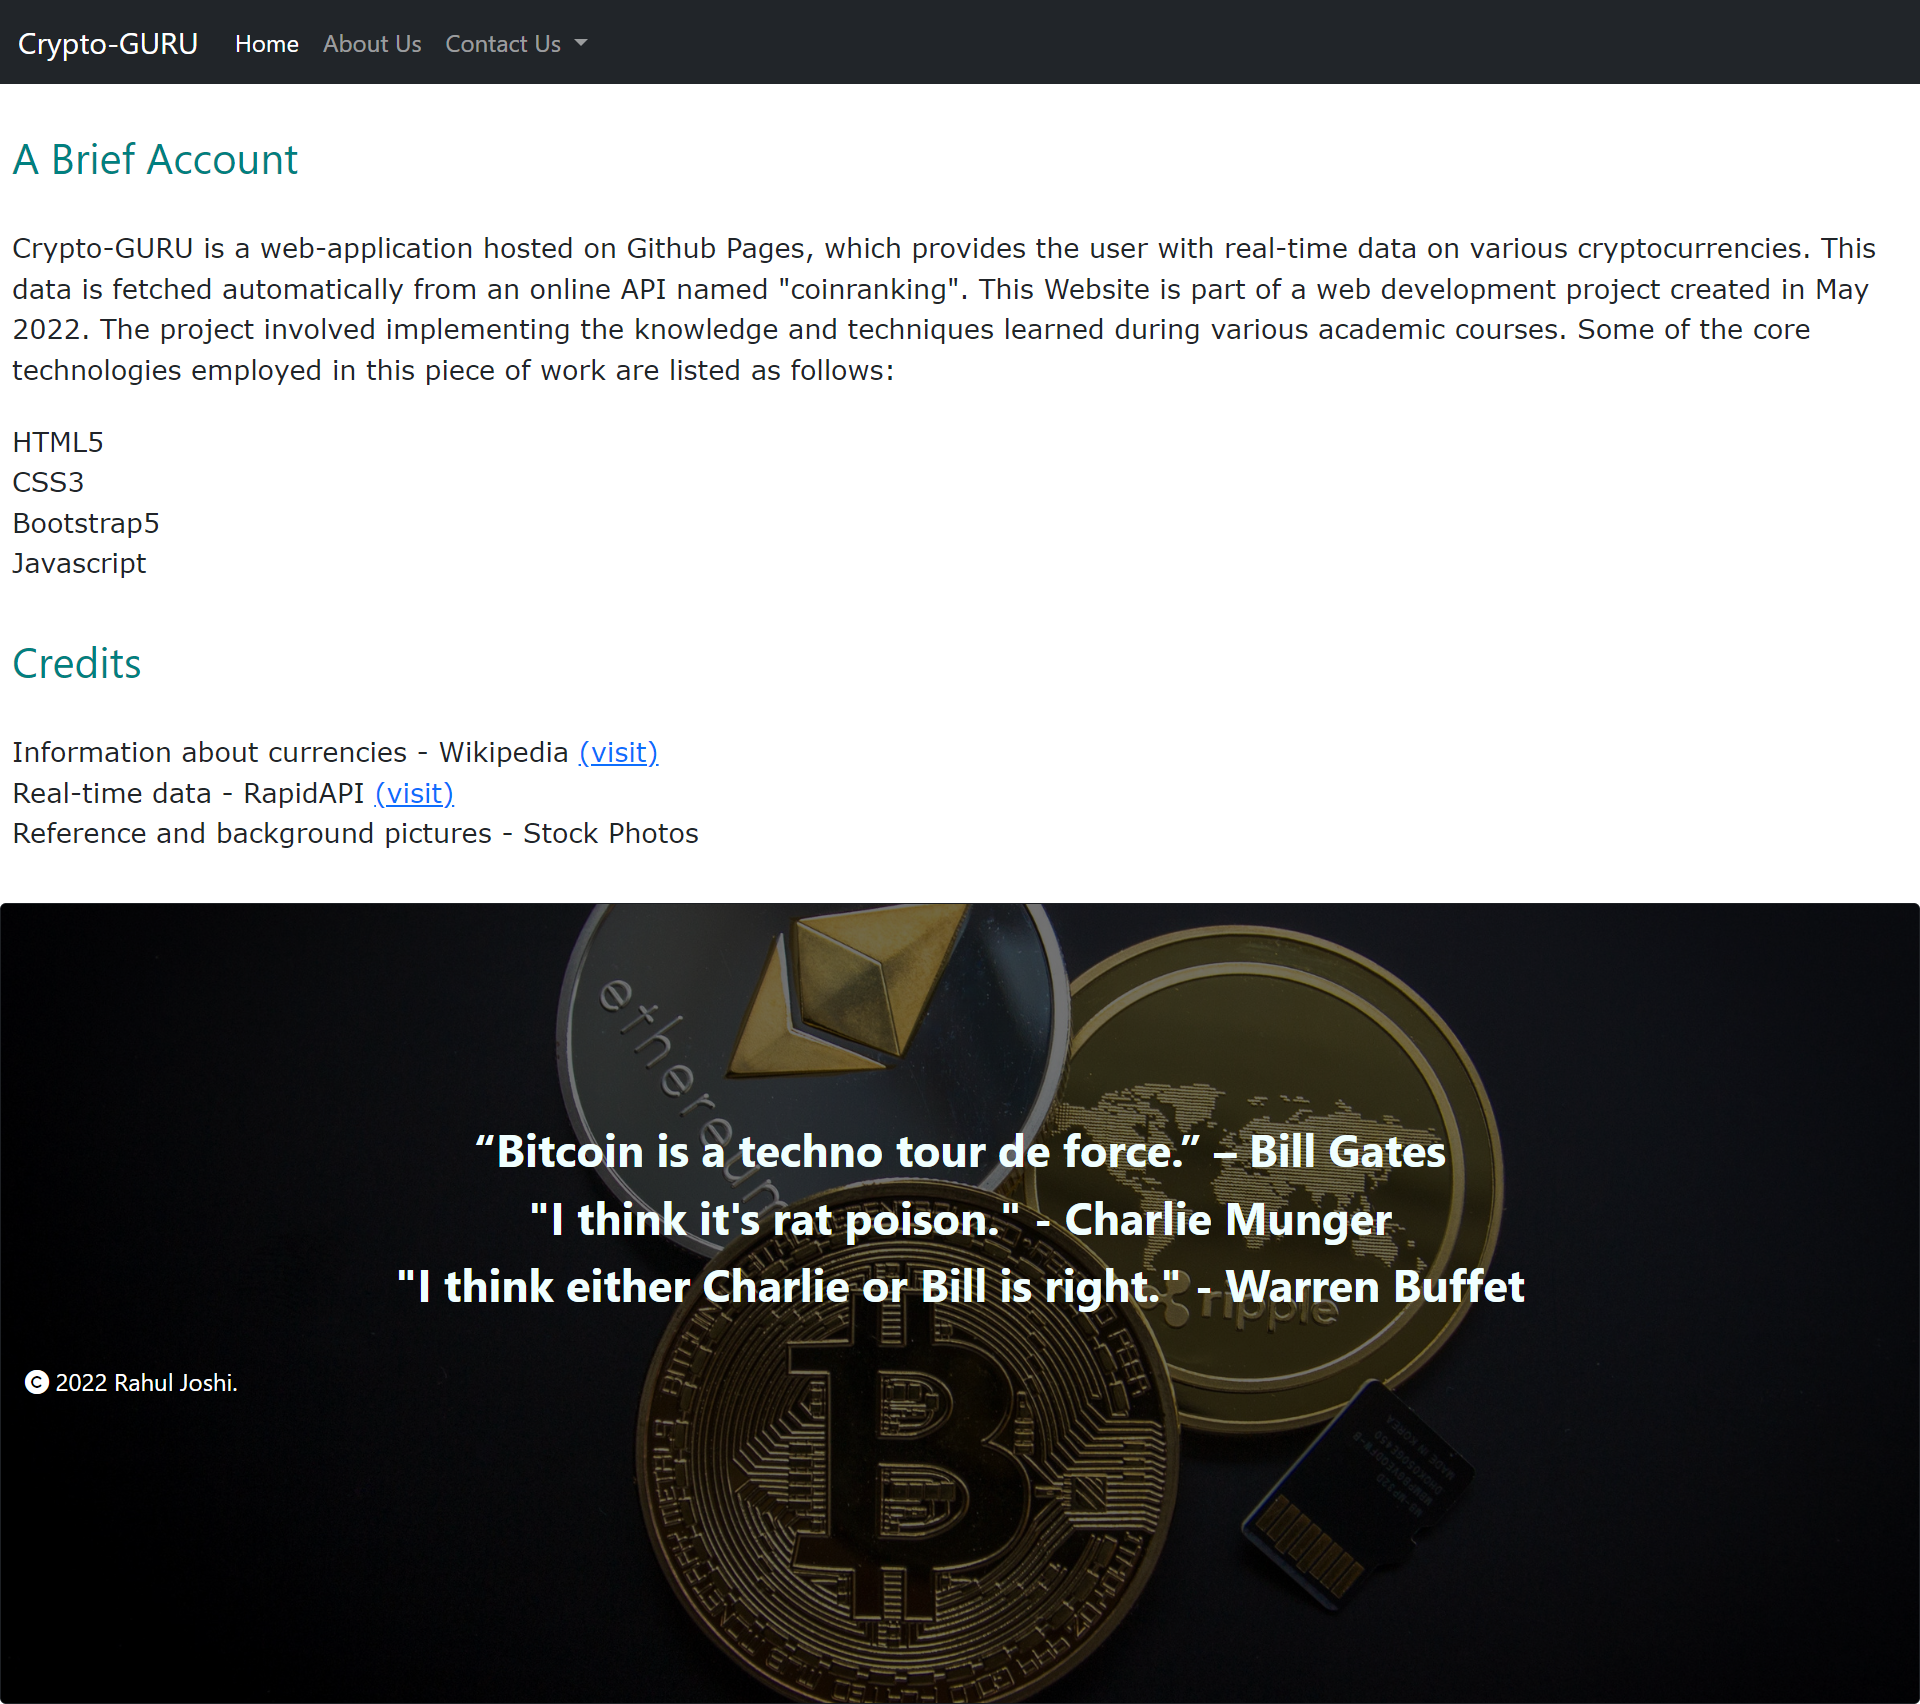 Crypto-GURU Home About Us Contact Us
A Brief Account
Crypto-GURU is a web-application hosted on Github Pages, which provides the user with real-time data on various cryptocurrencies. This
data is fetched automatically from an online API named "coinranking". This Website is part of a web development project created in May
2022. The project involved implementing the knowledge and techniques learned during various academic courses. Some of the core
technologies employed in this piece of work are listed as follows:
HTML5
CSS3
Bootstrap5
Javascript
Credits
Information about currencies - Wikipedia (visit)
Real-time data - RapidAPI (visit)
Reference and background pictures - Stock Photos
ethereum
“Bitcoin is a techno tour de force.” – Bill Gates
"I think it's rat poison." - Charlie Munger
"I think either Charlie or Bill is right." - Warren Buffet
ripple
© 2022 Rahul Joshi.
MADE IN KOREA